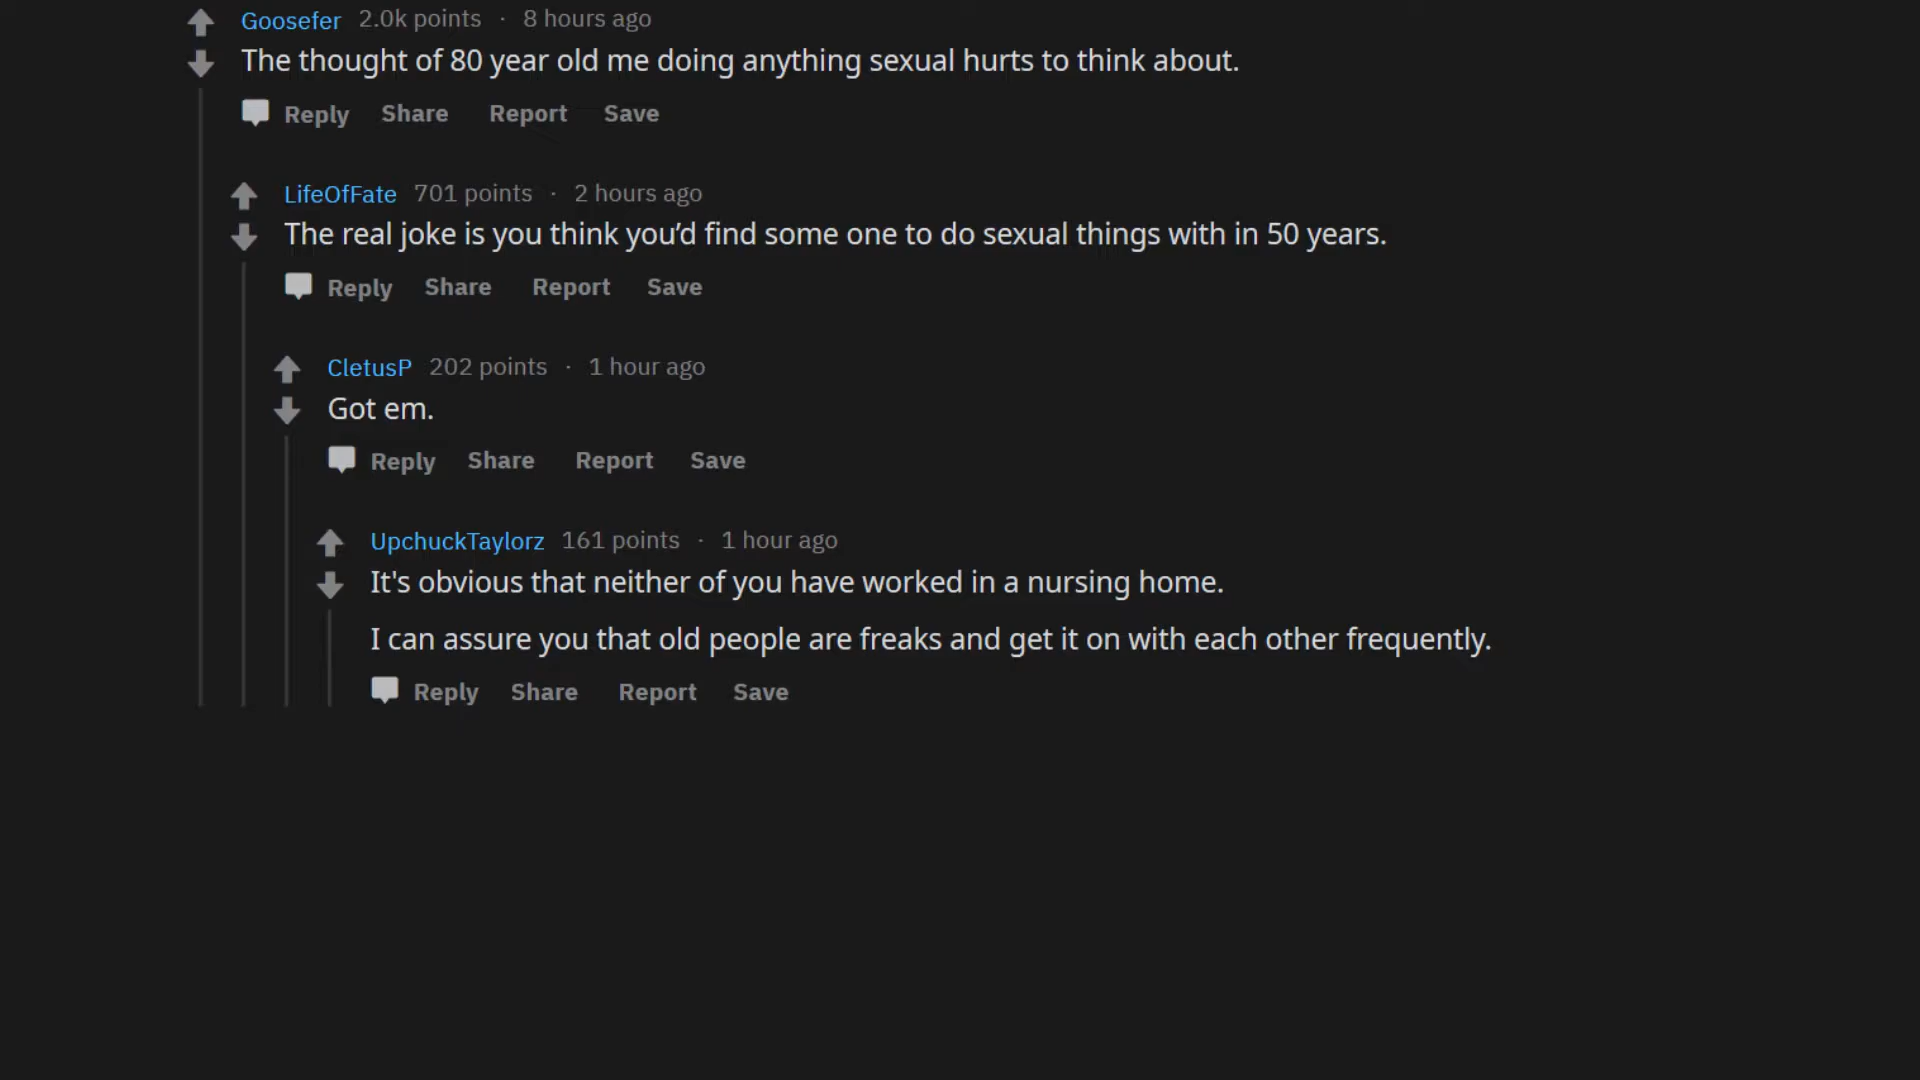 Goosefer 2.0k points · 8 hours ago
The thought of 80 year old me doing anything sexual hurts to think about.
Reply Share Report Save
LifeOfFate 701 points · 2 hours ago
The real joke is you think you’d find some one to do sexual things with in 50 years.
Reply Share Report Save
CletusP 202 points · 1 hour ago
Got em.
Reply Share Report Save
UpchuckTaylorz 161 points · 1 hour ago
It's obvious that neither of you have worked in a nursing home.
I can assure you that old people are freaks and get it on with each other frequently.
Reply Share Report Save